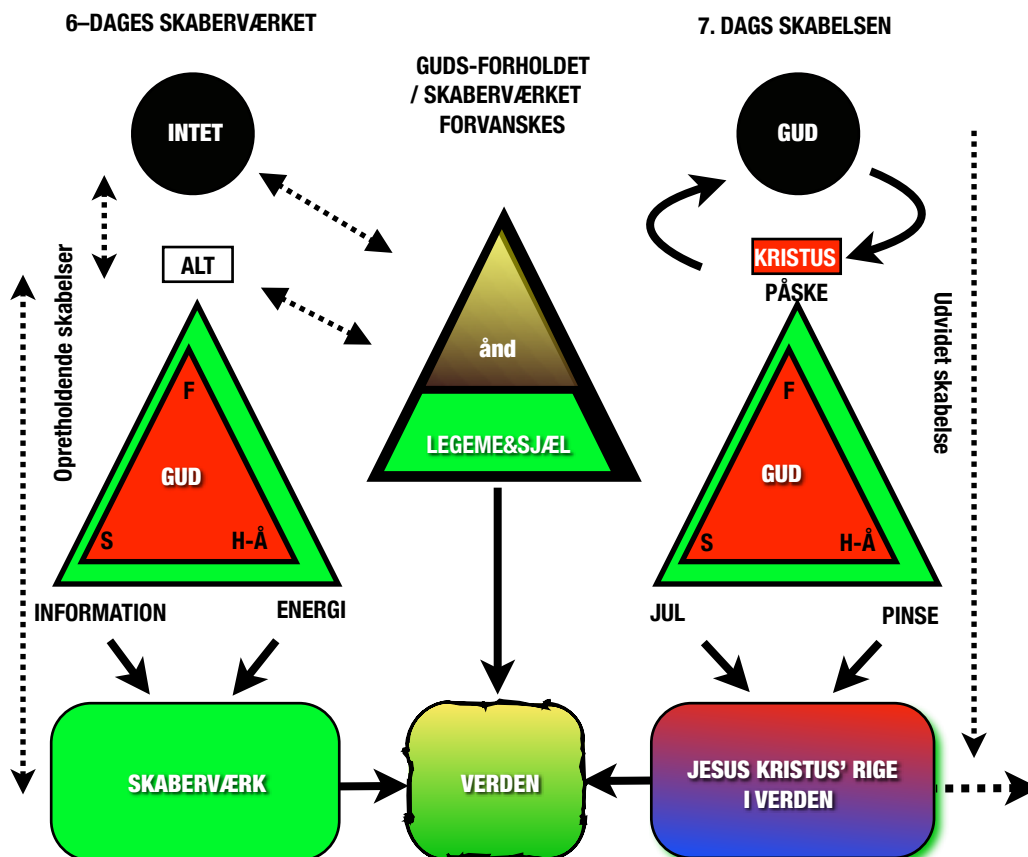 6–DAGES SKABERVÆRKET
7. DAGS SKABELSEN
GUDS-FORHOLDET
/ SKABERVÆRKET
FORVANSKES
INTET
GUD
ALT
KRISTUS
PÅSKE
Opretholdende skabelser
Udvidet skabelse
F
GUD
S
H-Å
ånd
LEGEME&SJÆL
F
GUD
S
H-Å
INFORMATION
ENERGI
JUL
PINSE
SKABERVÆRK
VERDEN
JESUS KRISTUS’ RIGE
I VERDEN